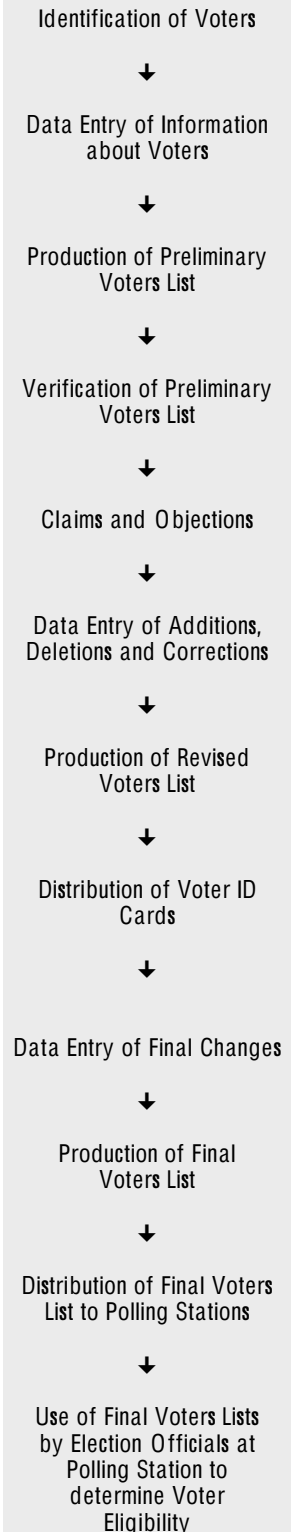 Identification of Voters
↓
Data Entry of Information
about Voters
↓
Production of Preliminary
Voters List
↓
Verification of Preliminary
Voters List
↓
Claims and Objections
↓
Data Entry of Additions,
Deletions and Corrections
↓
Production of Revised
Voters List
↓
Distribution of Voter ID
Cards
↓
Data Entry of Final Changes
↓
Production of Final
Voters List
↓
Distribution of Final Voters
List to Polling Stations
↓
Use of Final Voters Lists
by Election Officials at
Polling Station to
determine Voter
Eligibility